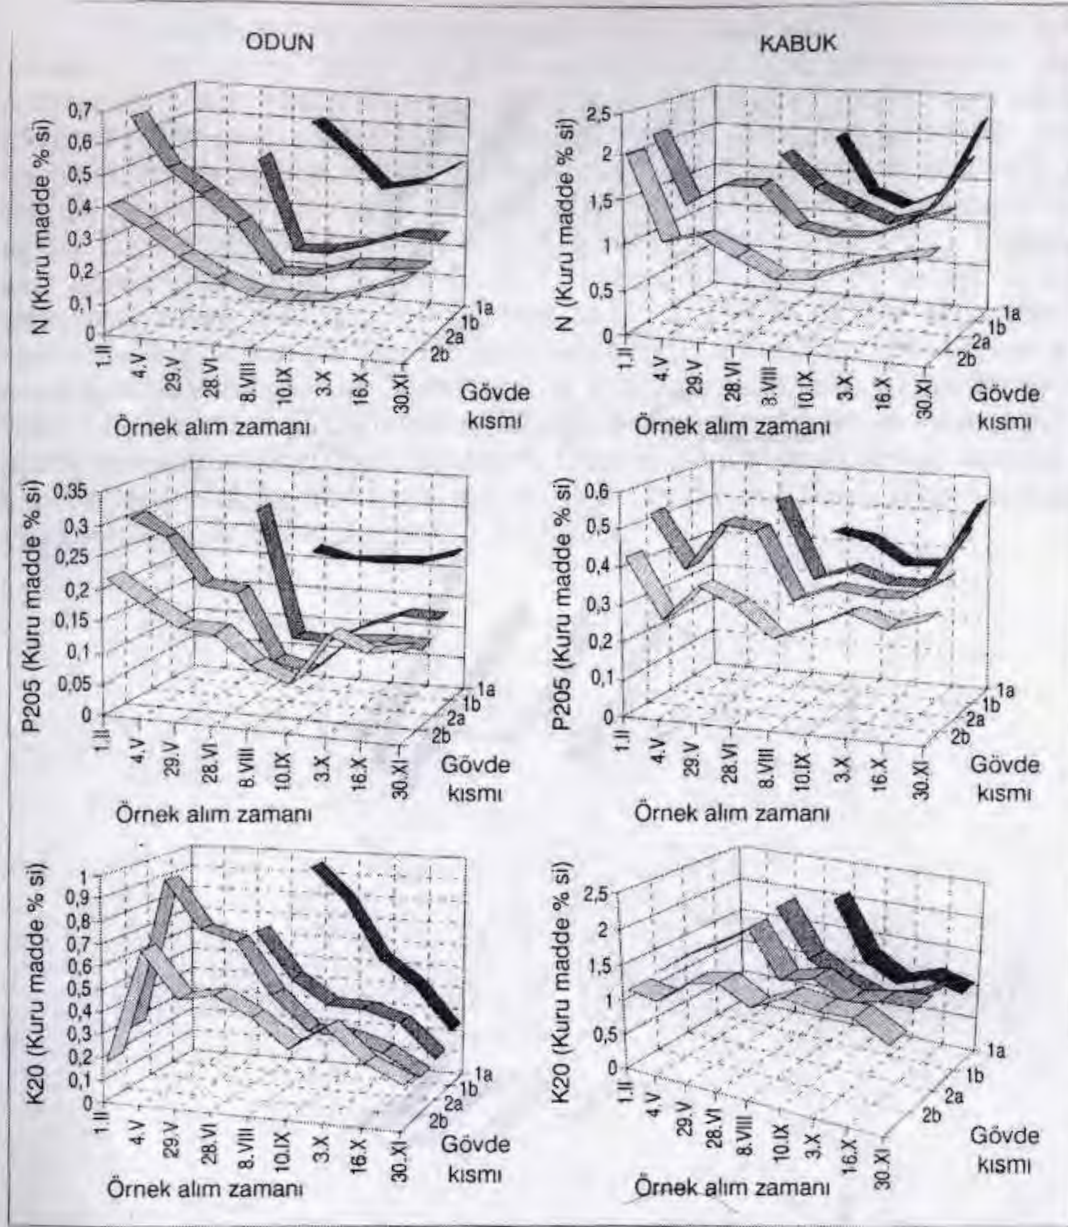 ODUN
N (Kuru madde % si)
0,7
0,6
0,5
0,4
0,3
0,2
0,1
0
1.II
4.V
29.V
28.VI
8.VIII
10.IX
3.X
16.X
30.XI
2b
2a
1b
1a
Örnek alım zamanı
Gövde
kısmı
KABUK
N (Kuru madde % si)
2,5
2
1,5
1
0,5
0
1.II
4.V
29.V
28.VI
8.VIII
10.IX
3.X
16.X
30.XI
2b
2a
1b
1a
Örnek alım zamanı
Gövde
kısmı
P205 (Kuru madde % si)
0,35
0,3
0,25
0,2
0,15
0,1
0,05
0
1.II
4.V
29.V
28.VI
8.VIII
10.IX
3.X
16.X
30.XI
2b
2a
1b
1a
Örnek alım zamanı
Gövde
kısmı
P205 (Kuru madde % si)
0,6
0,5
0,4
0,3
0,2
0,1
0
1.II
4.V
29.V
28.VI
8.VIII
10.IX
3.X
16.X
30.XI
2b
2a
1b
1a
Örnek alım zamanı
Gövde
kısmı
K20 (Kuru madde % si)
1
0,9
0,8
0,7
0,6
0,5
0,4
0,3
0,2
0,1
0
1.II
4.V
29.V
28.VI
8.VIII
10.IX
3.X
16.X
30.XI
2b
2a
1b
1a
Örnek alım zamanı
Gövde
kısmı
K20 (Kuru madde % si)
2,5
2
1,5
1
0,5
0
1.II
4.V
29.V
28.VI
8.VIII
10.IX
3.X
16.X
30.XI
2b
2a
1b
1a
Örnek alım zamanı
Gövde
kısmı